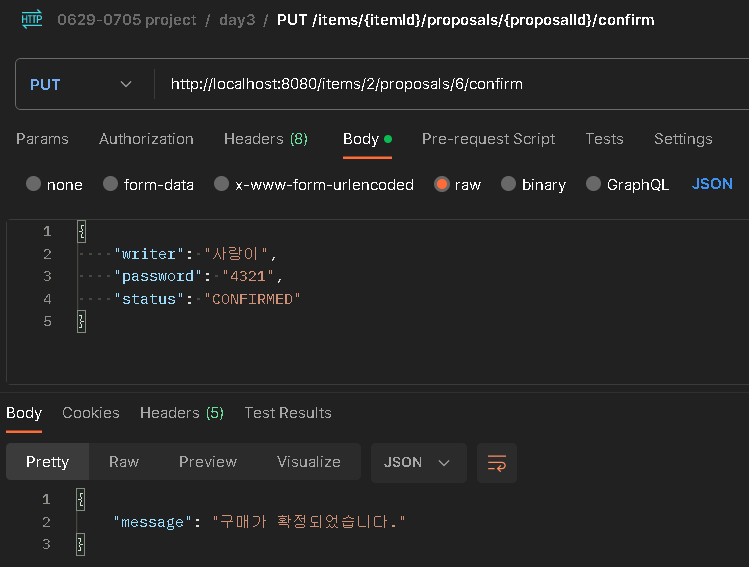 HTTP 0629-0705 project / day3 / PUT /items/{itemId}/proposals/{proposalId}/confirm
PUT http://localhost:8080/items/2/proposals/6/confirm
Params Authorization Headers (8) Body Pre-request Script Tests Settings
none form-data x-www-form-urlencoded raw binary GraphQL JSON
1 {
2 "writer": "사랑이",
3 "password": "4321",
4 "status": "CONFIRMED"
5 }
Body Cookies Headers (5) Test Results
Pretty Raw Preview Visualize JSON
1 {
2 "message": "구매가 확정되었습니다."
3 }